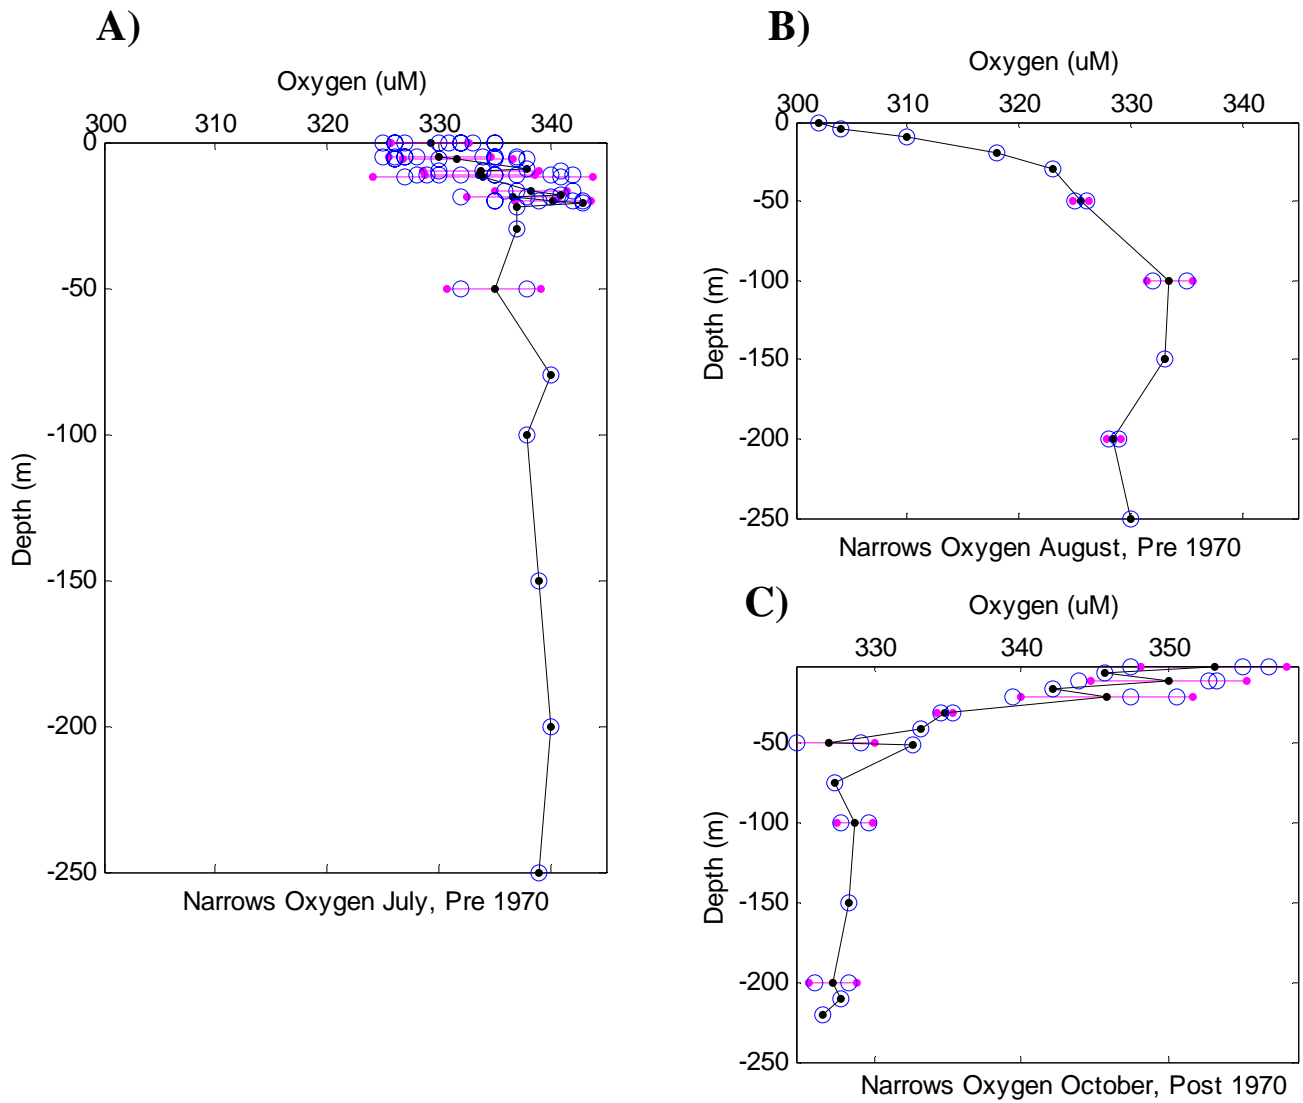 A)
Oxygen (uM)
300 310 320 330 340
0
-50
-100
-150
-200
-250
Depth (m)
Narrows Oxygen July, Pre 1970
B)
Oxygen (uM)
300 310 320 330 340
0
-50
-100
-150
-200
-250
Depth (m)
Narrows Oxygen August, Pre 1970
C)
Oxygen (uM)
330 340 350
-50
-100
-150
-200
-250
Depth (m)
Narrows Oxygen October, Post 1970